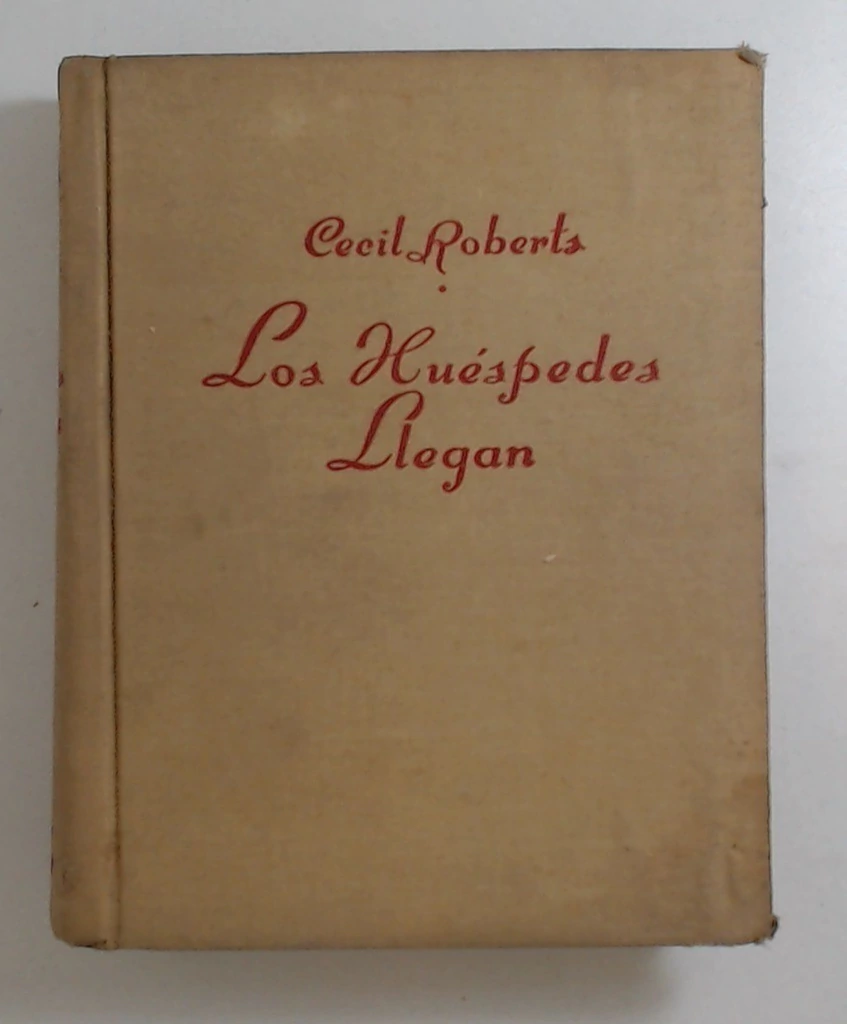 Cecil Roberts
Los Huéspedes
Llegan